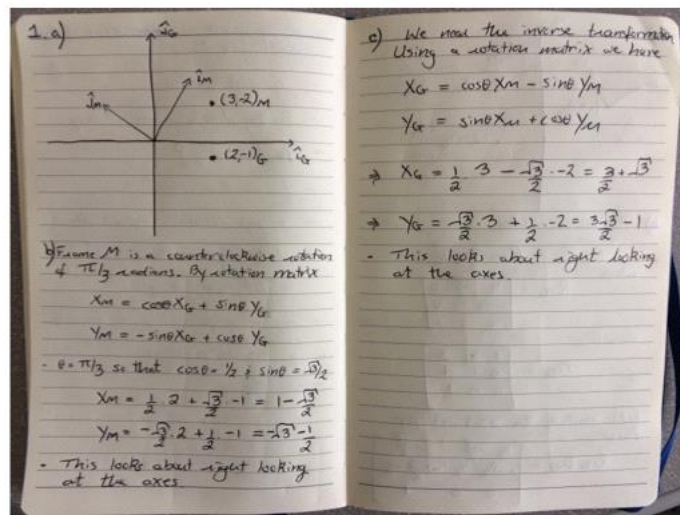 1. a)
ĵG
îM
ĵM
• (3,-2)M
îG
• (2,-1)G
b) Frame M is a counterclockwise rotation
of π/3 radians. By rotation matrix
XM = cosθ XG + sinθ YG
YM = -sinθ XG + cosθ YG
- θ = π/3 so that cosθ = 1/2 & sinθ = √3/2
XM = 1/2 · 2 + √3/2 · -1 = 1 - √3/2
YM = -√3/2 · 2 + 1/2 · -1 = -√3 - 1/2
- This looks about right looking
at the axes
c) We need the inverse transformation
Using a rotation matrix we have
XG = cosθ XM - sinθ YM
YG = sinθ XM + cosθ YM
⇒ XG = 1/2 · 3 - √3/2 · -2 = 3/2 + √3
⇒ YG = √3/2 · 3 + 1/2 · -2 = 3√3/2 - 1
- This looks about right looking
at the axes.